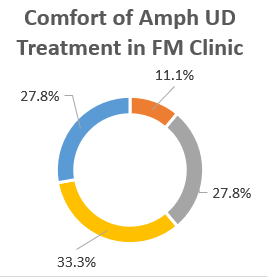 Comfort of Amph UD
Treatment in FM Clinic
11.1%
27.8%
27.8%
33.3%